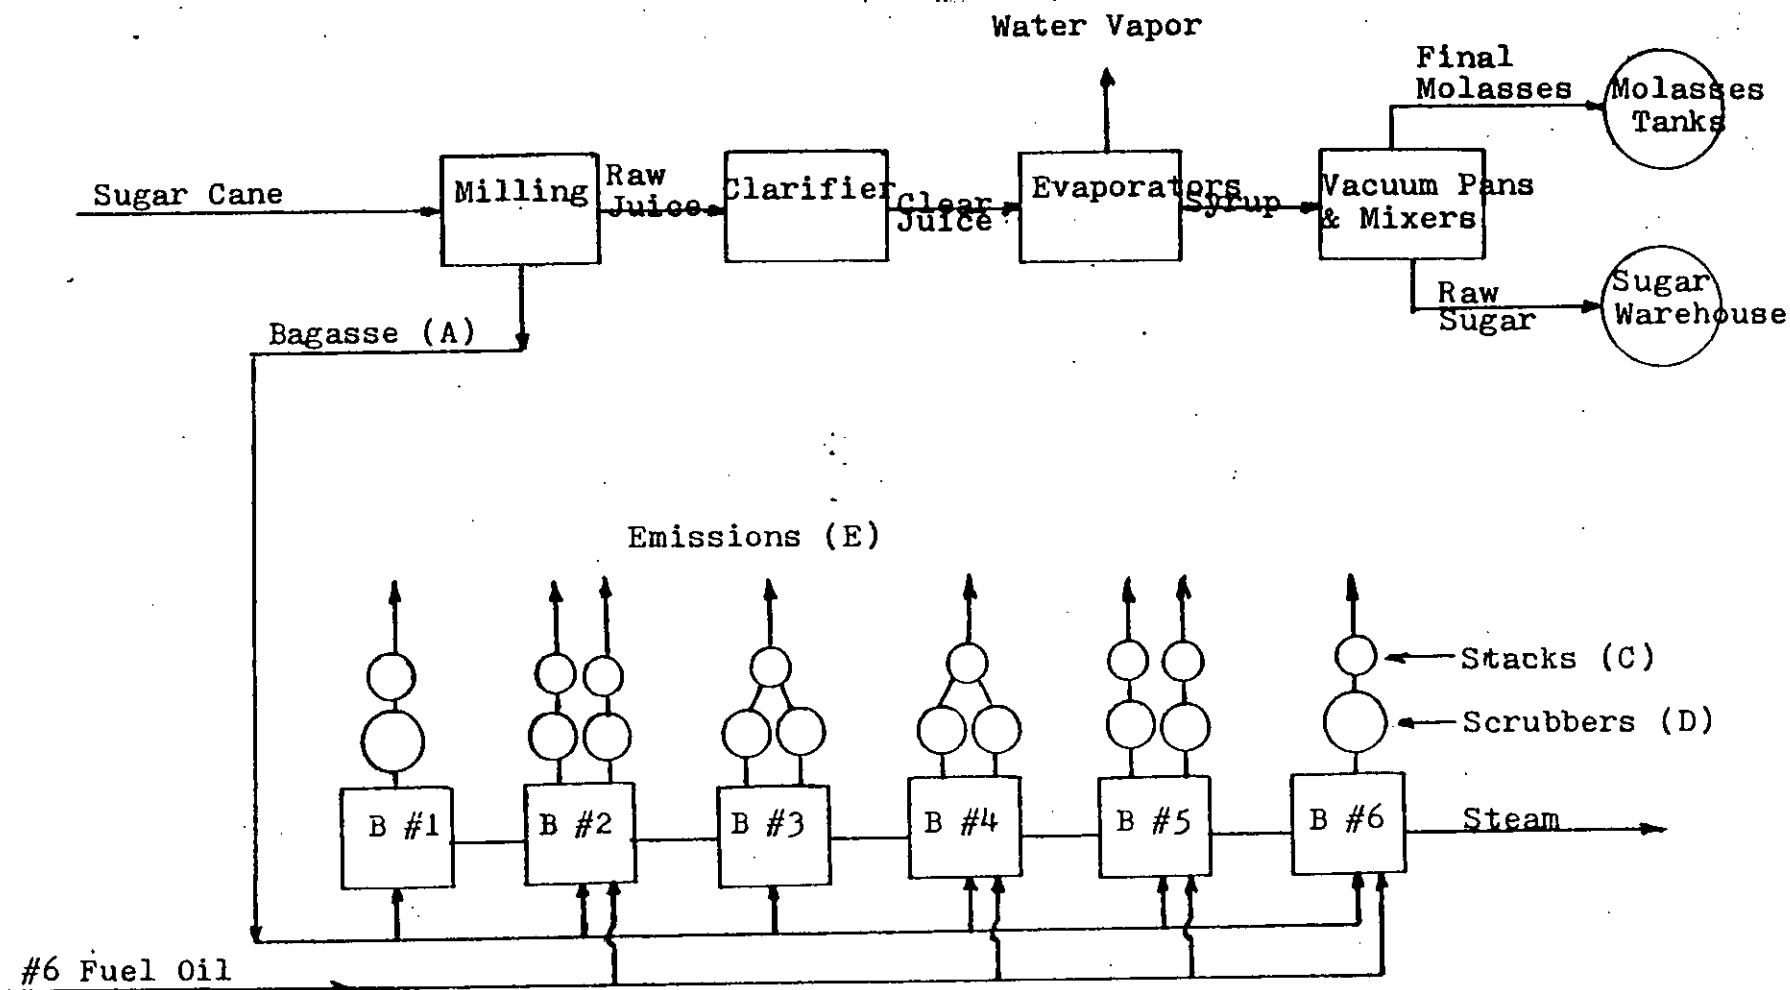 Water Vapor
Final
Molasses
Molasses
Tanks
Sugar Cane
Milling
Raw
Juice
Clarifier
Clear
Juice
Evaporators
Syrup
Vacuum Pans
& Mixers
Raw
Sugar
Sugar
Warehouse
Bagasse (A)
Emissions (E)
Stacks (C)
Scrubbers (D)
B #1
B #2
B #3
B #4
B #5
B #6
Steam
#6 Fuel Oil